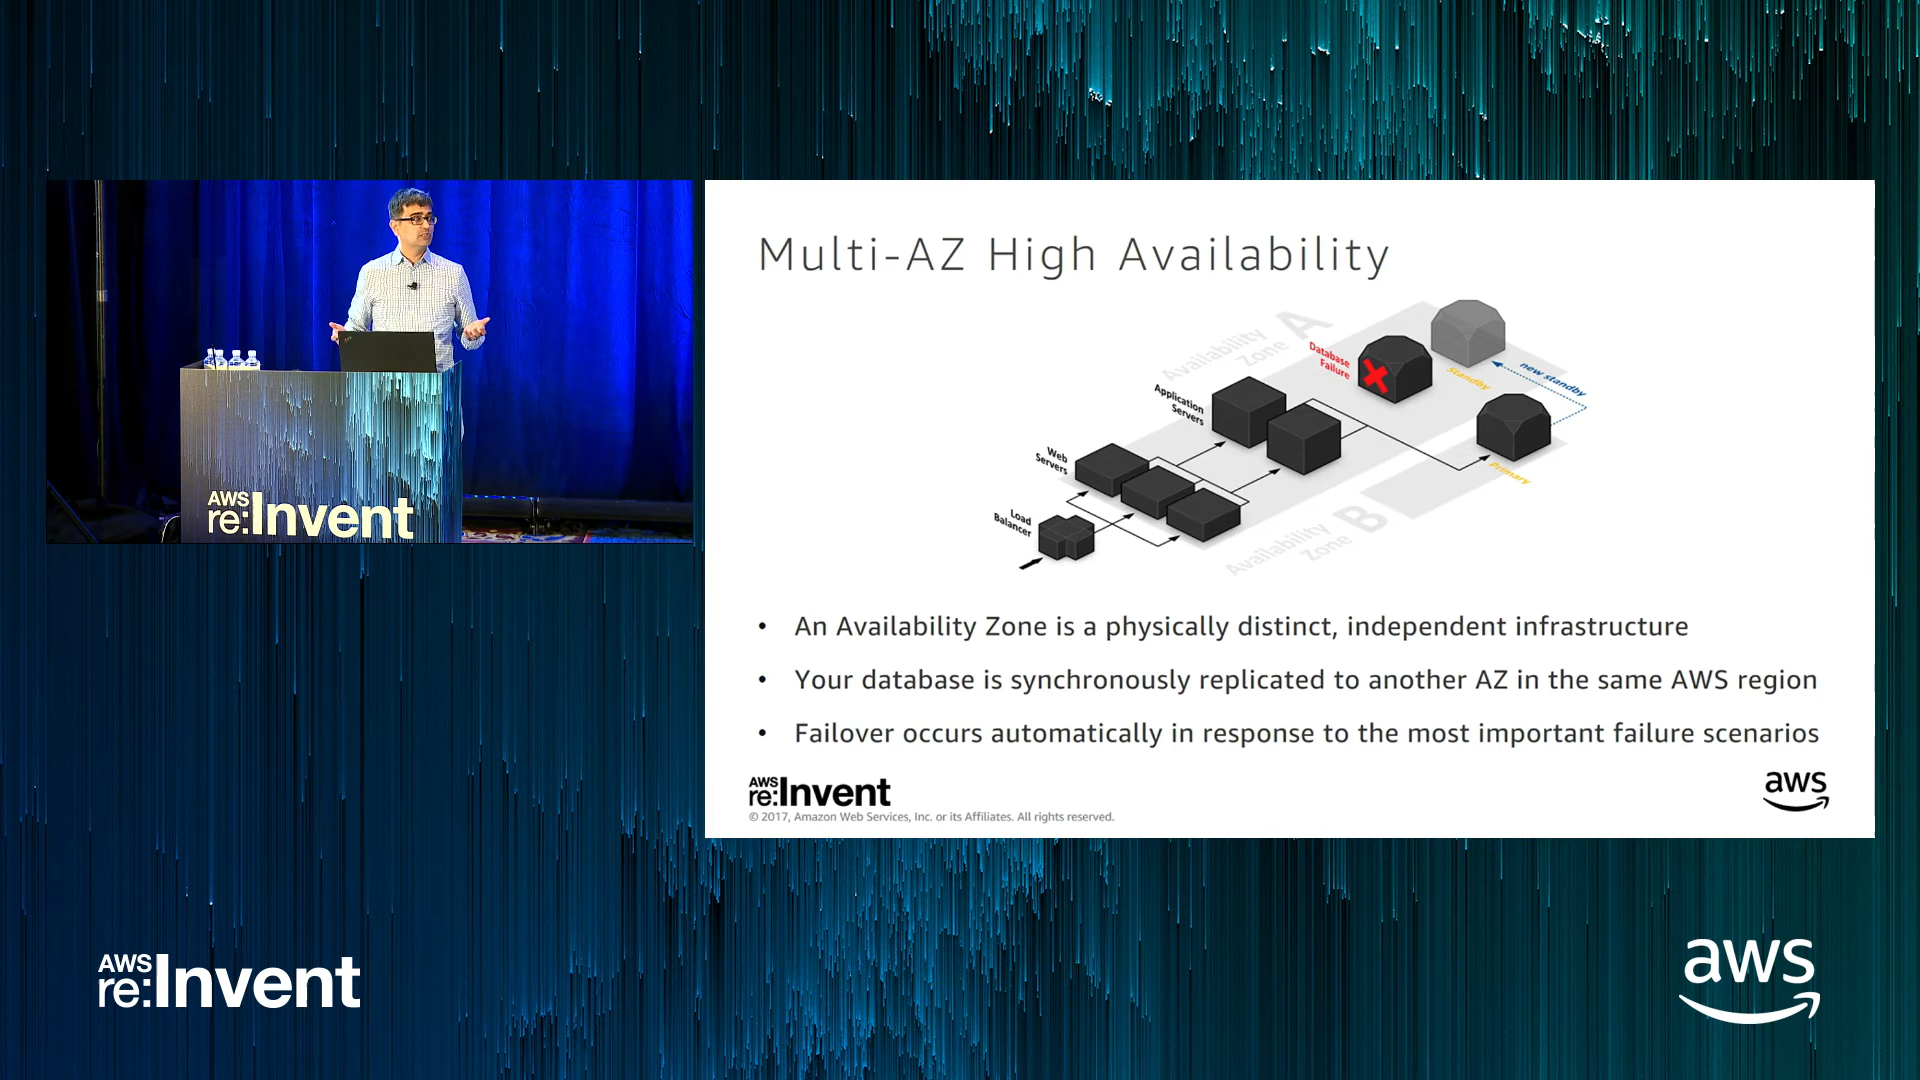 Multi-AZ High Availability
Availability
Zone A
Database
Failure
Standby
new standby
Application
Servers
Primary
Web
Servers
Load
Balancer
Availability
Zone B
• An Availability Zone is a physically distinct, independent infrastructure
• Your database is synchronously replicated to another AZ in the same AWS region
• Failover occurs automatically in response to the most important failure scenarios
AWS
re:Invent
© 2017, Amazon Web Services, Inc. or its Affiliates. All rights reserved.
aws
AWS
re:Invent
AWS
re:Invent
aws